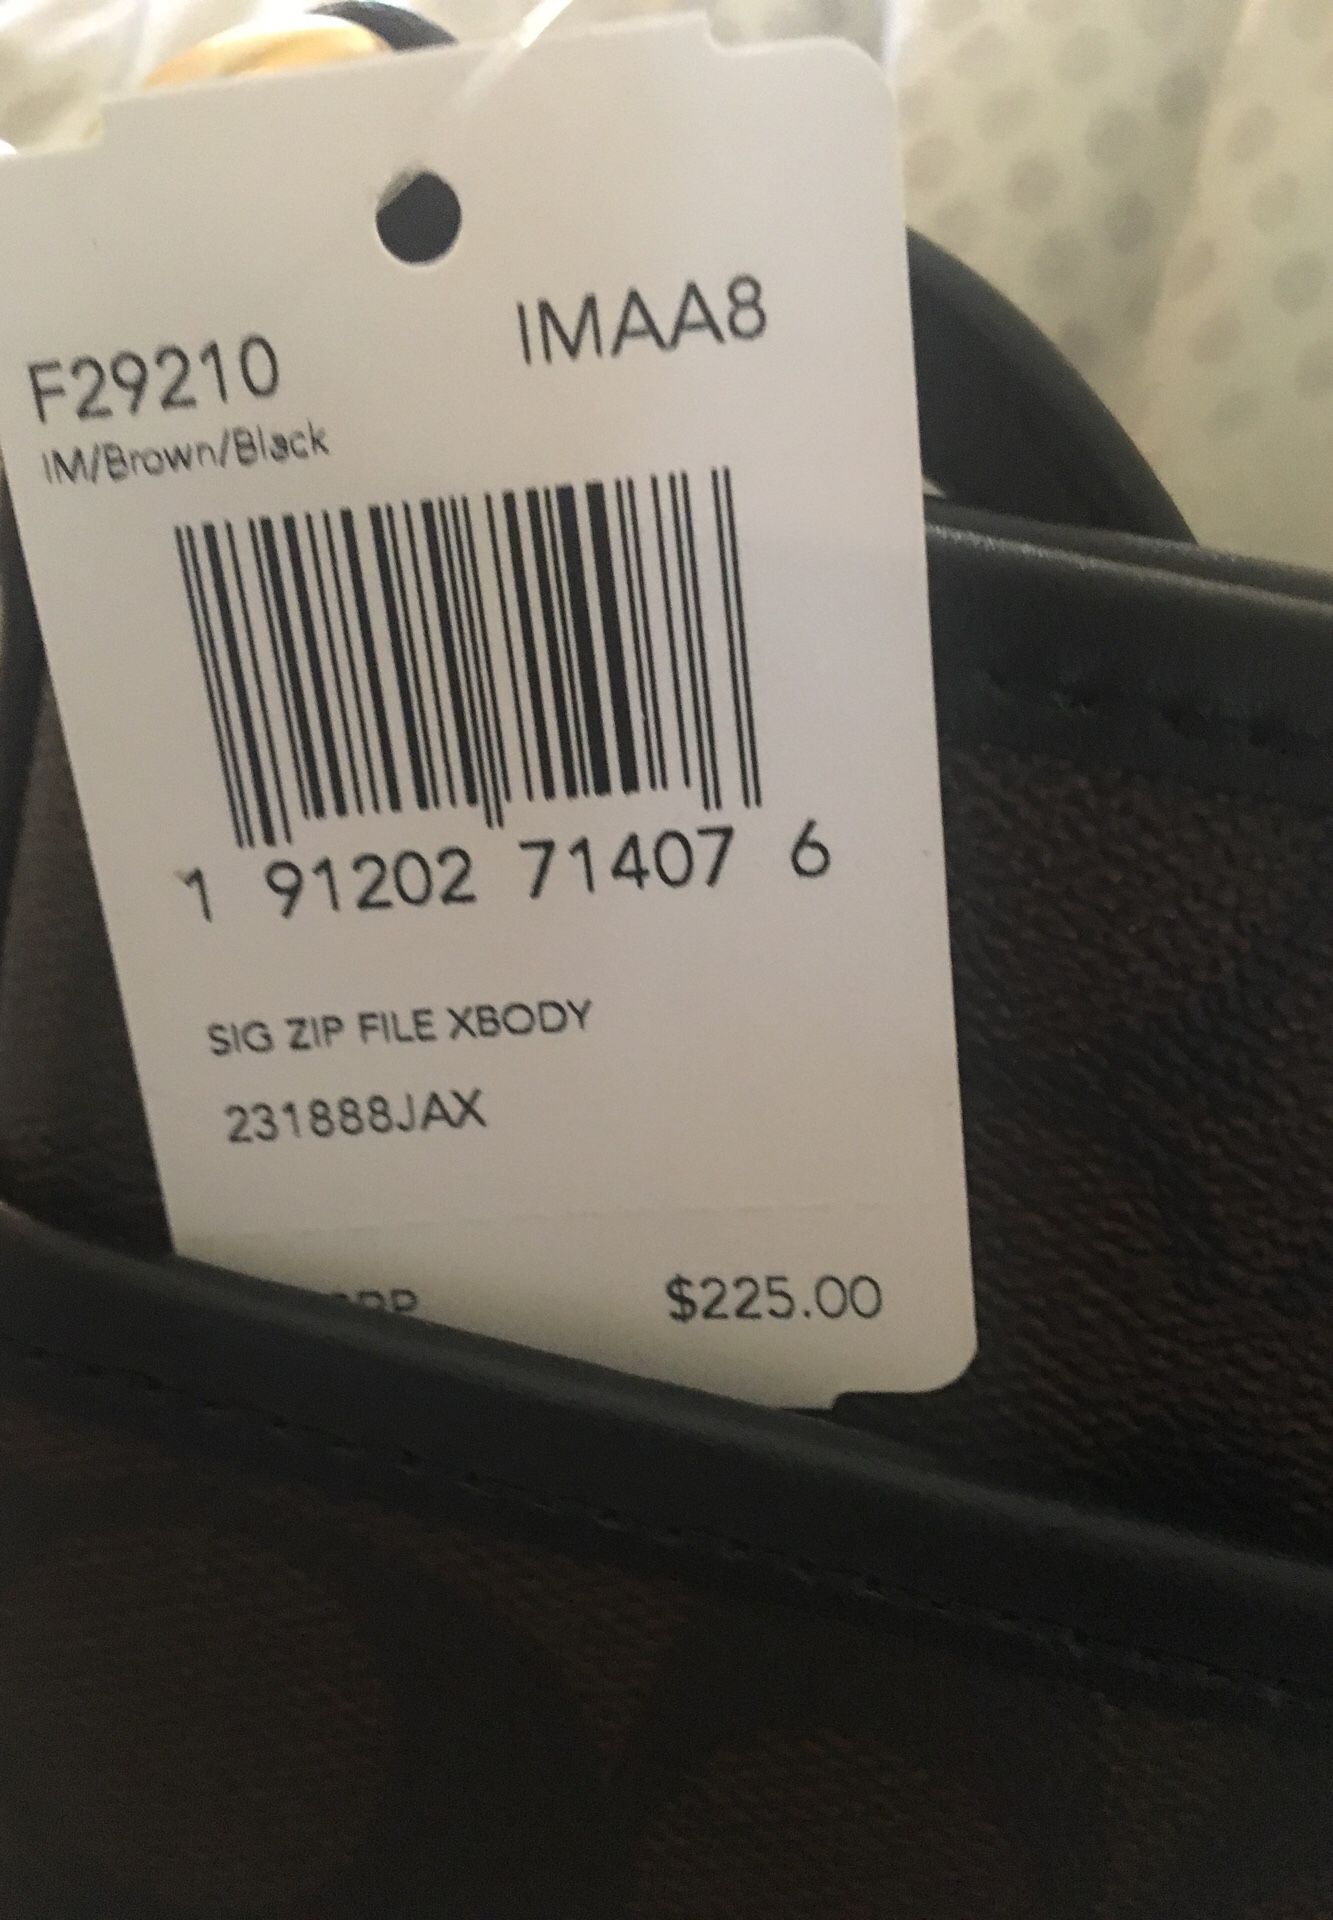 IMAA8
F29210
IM/Brown/Black
1 91202 71407 6
SIG ZIP FILE XBODY
231888JAX
$225.00